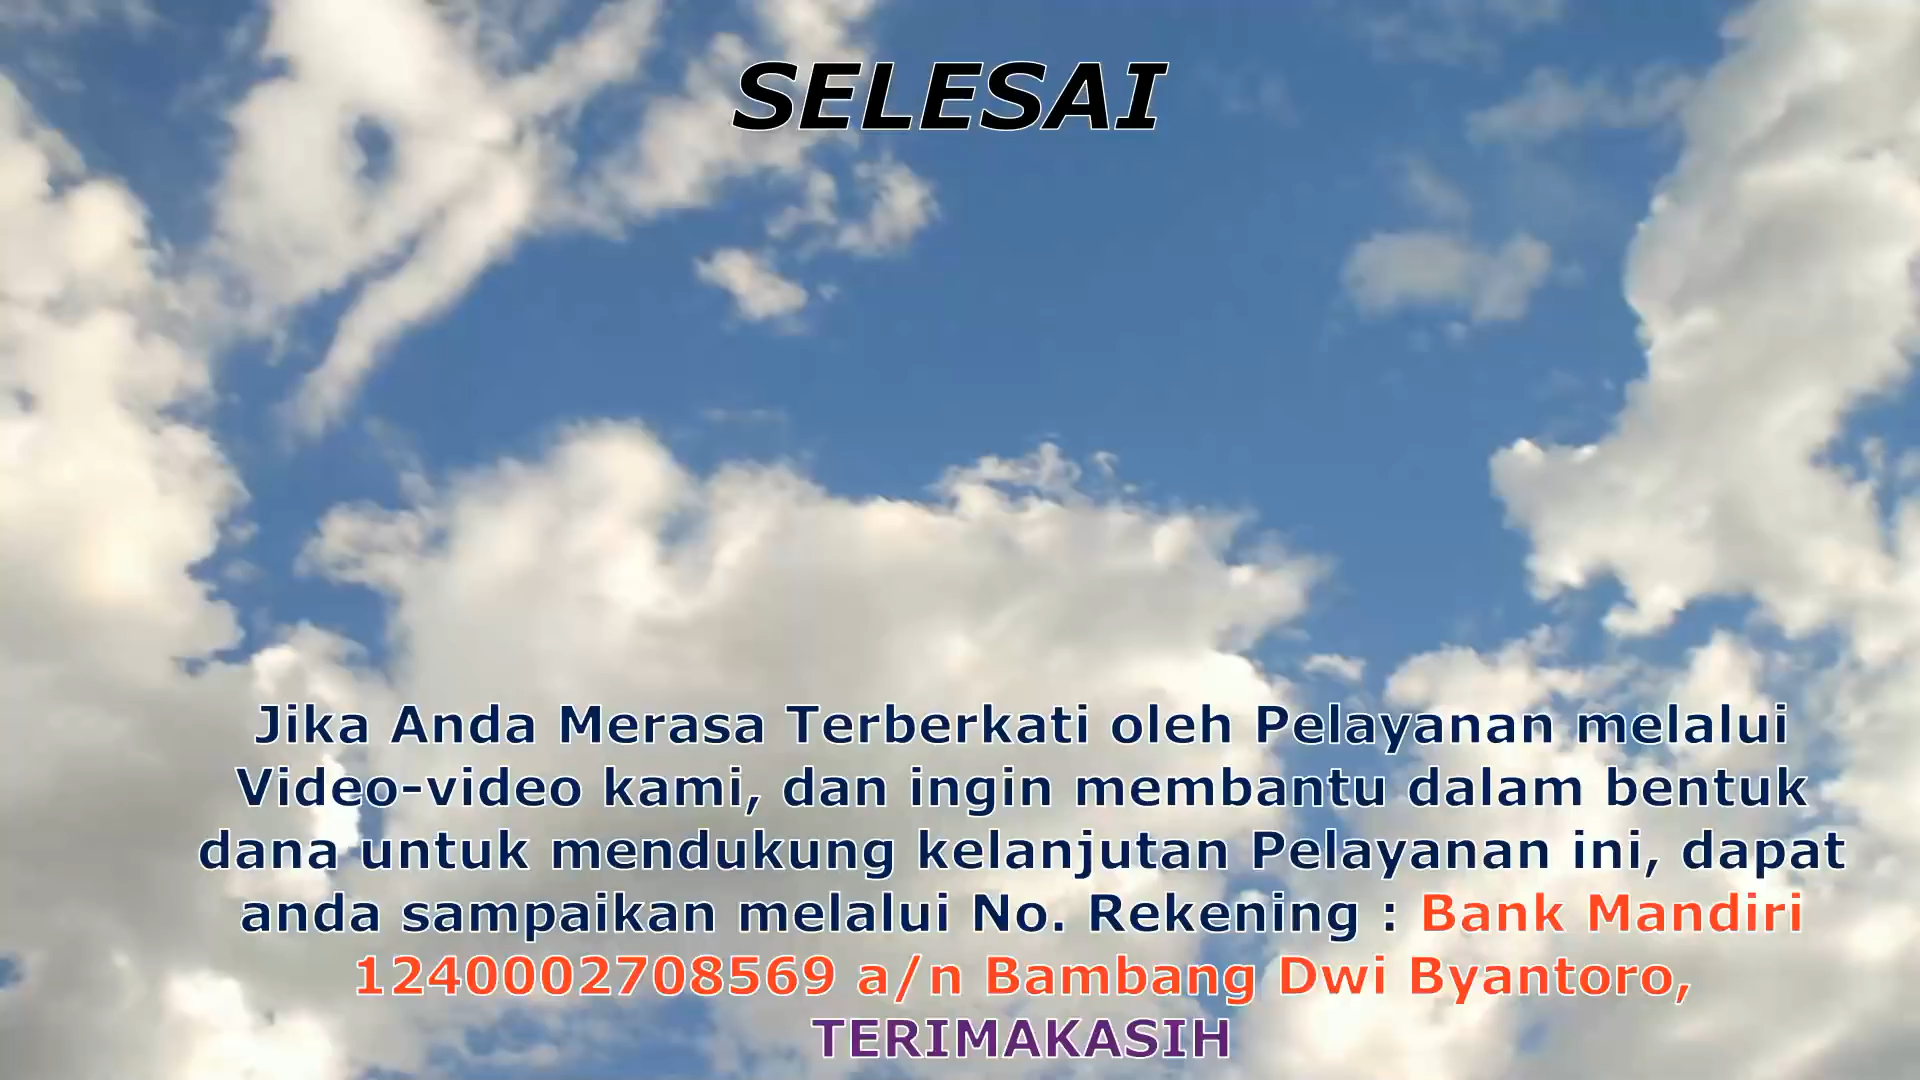 SELESAI
Jika Anda Merasa Terberkati oleh Pelayanan melalui
Video-video kami, dan ingin membantu dalam bentuk
dana untuk mendukung kelanjutan Pelayanan ini, dapat
anda sampaikan melalui No. Rekening : Bank Mandiri
1240002708569 a/n Bambang Dwi Byantoro,
TERIMAKASIH